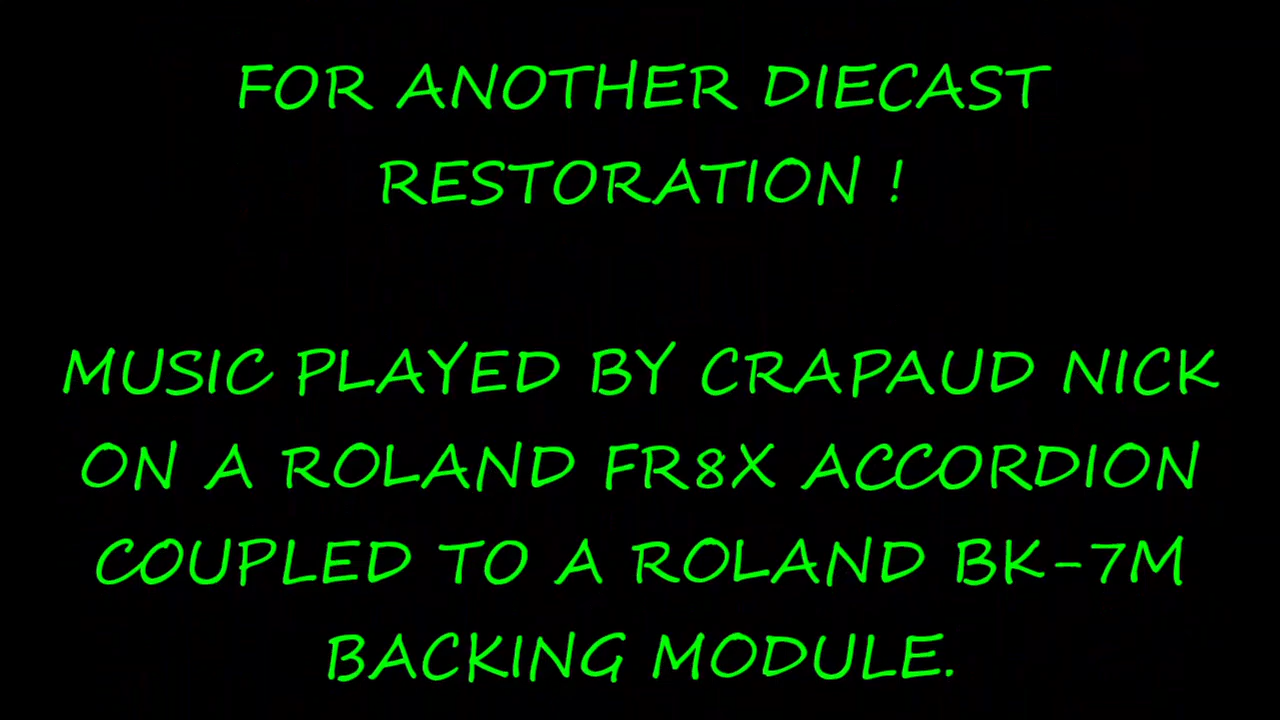 FOR ANOTHER DIECAST
RESTORATION !
MUSIC PLAYED BY CRAPAUD NICK
ON A ROLAND FR8X ACCORDION
COUPLED TO A ROLAND BK-7M
BACKING MODULE.